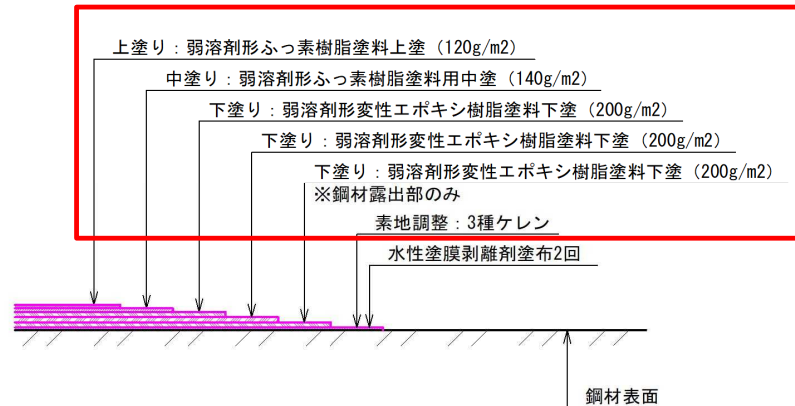 上塗り：弱溶剤形ふっ素樹脂塗料上塗（120g/m2）
中塗り：弱溶剤形ふっ素樹脂塗料用中塗（140g/m2）
下塗り：弱溶剤形変性エポキシ樹脂塗料下塗（200g/m2）
下塗り：弱溶剤形変性エポキシ樹脂塗料下塗（200g/m2）
下塗り：弱溶剤形変性エポキシ樹脂塗料下塗（200g/m2）
※鋼材露出部のみ
素地調整：3種ケレン
水性塗膜剥離剤塗布2回
鋼材表面